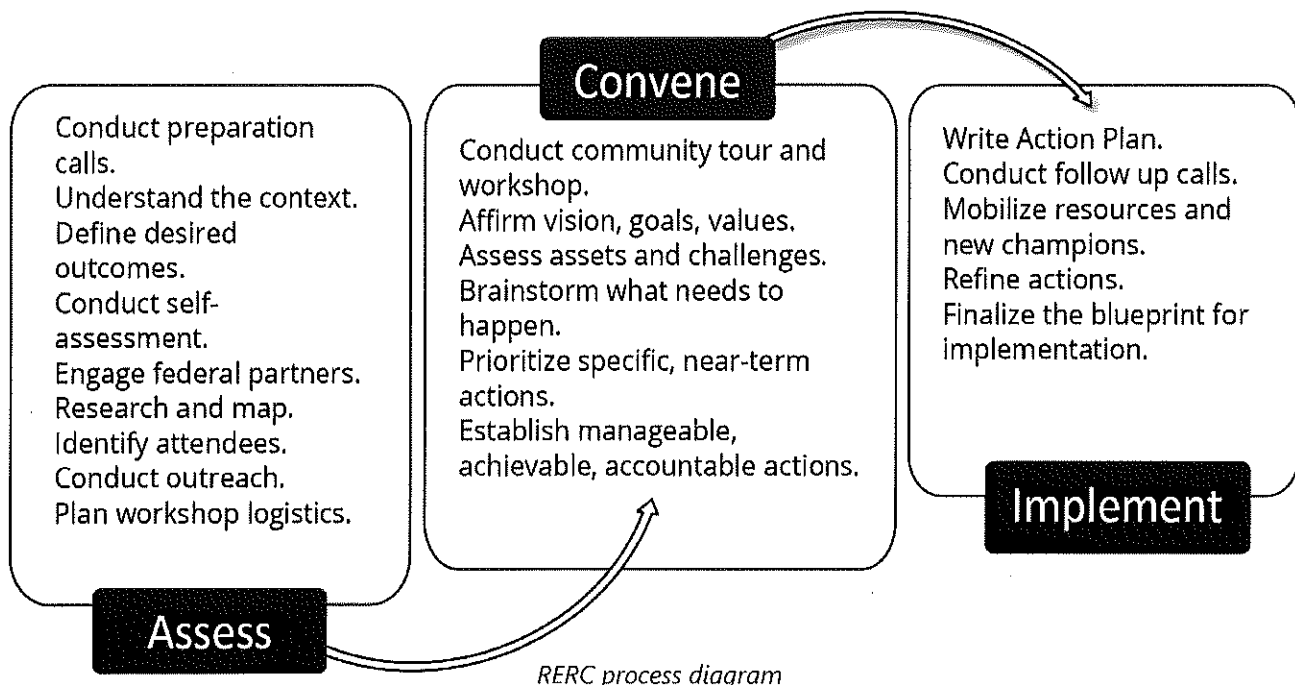 Conduct preparation
calls.
Understand the context.
Define desired
outcomes.
Conduct self-
assessment.
Engage federal partners.
Research and map.
Identify attendees.
Conduct outreach.
Plan workshop logistics.
Assess
Convene
Conduct community tour and
workshop.
Affirm vision, goals, values.
Assess assets and challenges.
Brainstorm what needs to
happen.
Prioritize specific, near-term
actions.
Establish manageable,
achievable, accountable actions.
Write Action Plan.
Conduct follow up calls.
Mobilize resources and
new champions.
Refine actions.
Finalize the blueprint for
implementation.
Implement
RERC process diagram